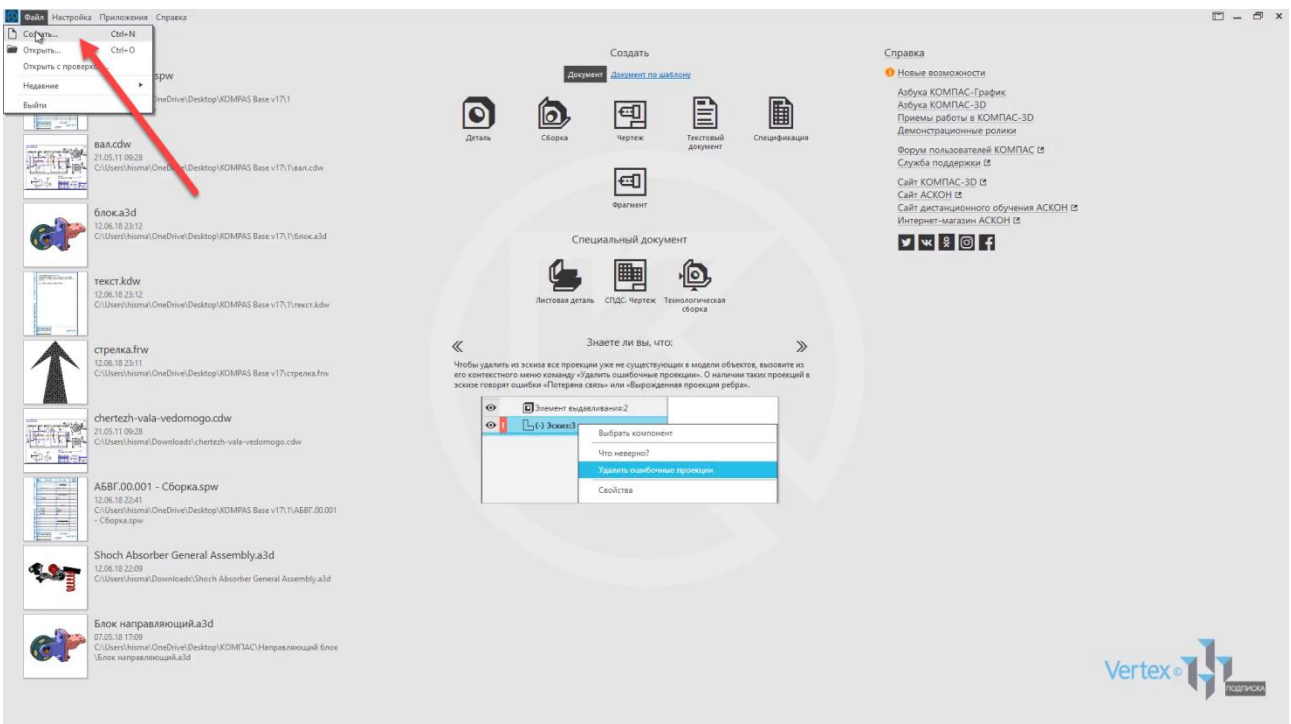 Файл Настройка Приложения Справка
Создать... Ctrl+N
Открыть... Ctrl+O
Открыть с проверкой
Недавние
Выйти
spw
OneDrive\Desktop\KOMPAS Base v17\1
вал.cdw
21.05.11 09:28
C:\Users\hisma\OneDrive\Desktop\KOMPAS Base v17\1\вал.cdw
блок.a3d
12.06.18 23:12
C:\Users\hisma\OneDrive\Desktop\KOMPAS Base v17\1\блок.a3d
текст.kdw
12.06.18 23:12
C:\Users\hisma\OneDrive\Desktop\KOMPAS Base v17\1\текст.kdw
стрелка.frw
12.06.18 23:11
C:\Users\hisma\OneDrive\Desktop\KOMPAS Base v17\стрелка.frw
chertezh-vala-vedomogo.cdw
21.05.11 09:28
C:\Users\hisma\Downloads\chertezh-vala-vedomogo.cdw
АБВГ.00.001 - Сборка.spw
12.06.18 22:41
C:\Users\hisma\OneDrive\Desktop\KOMPAS Base v17\1\АБВГ.00.001
- Сборка.spw
Shoch Absorber General Assembly.a3d
12.06.18 22:09
C:\Users\hisma\Downloads\Shoch Absorber General Assembly.a3d
Блок направляющий.a3d
07.05.18 17:09
C:\Users\hisma\OneDrive\Desktop\КОМПАС\Направляющий блок
\Блок направляющий.a3d
Создать
Документ Документ по шаблону
Деталь Сборка Чертеж Текстовый Спецификация
документ
Фрагмент
Специальный документ
Листовая деталь СПДС. Чертеж Технологическая
сборка
Знаете ли вы, что:
Чтобы удалить из эскиза все проекции уже не существующих в модели объектов, вызовите из
его контекстного меню команду «Удалить ошибочные проекции». О наличии таких проекций в
эскизе говорят ошибки «Потеряна связь» или «Вырожденная проекция ребра».
Элемент выдавливания:2
(-) Эскиз:3
Выбрать компонент
Что неверно?
Удалить ошибочные проекции
Свойства
Справка
Новые возможности
Азбука КОМПАС-График
Азбука КОМПАС-3D
Приемы работы в КОМПАС-3D
Демонстрационные ролики
Форум пользователей КОМПАС
Служба поддержки
Сайт КОМПАС-3D
Сайт АСКОН
Сайт дистанционного обучения АСКОН
Интернет-магазин АСКОН
Vertex ©
ПОДПИСКА